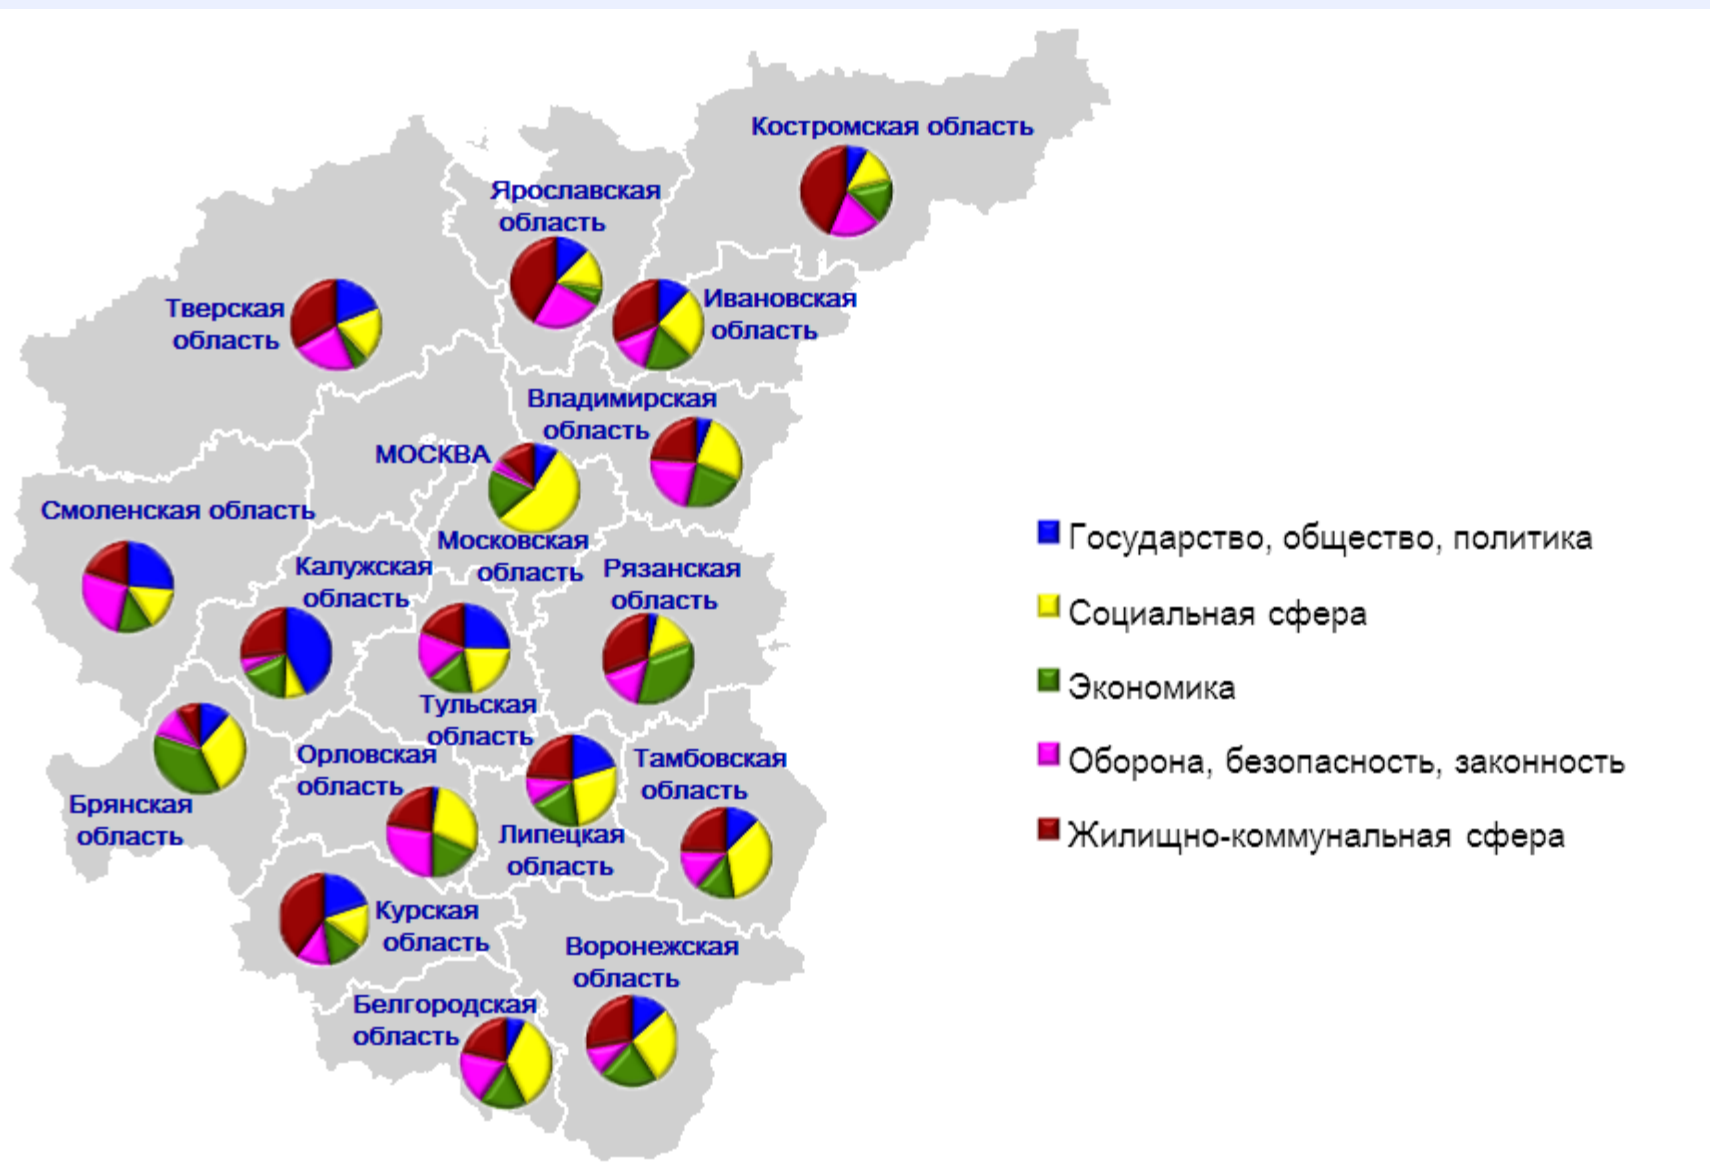 Костромская область
Ярославская
область
Тверская
область
Ивановская
область
Владимирская
область
МОСКВА
Смоленская область
Московская
область
Калужская
область
Рязанская
область
Тульская
область
Орловская
область
Тамбовская
область
Брянская
область
Липецкая
область
Курская
область
Воронежская
область
Белгородская
область
Государство, общество, политика
Социальная сфера
Экономика
Оборона, безопасность, законность
Жилищно-коммунальная сфера